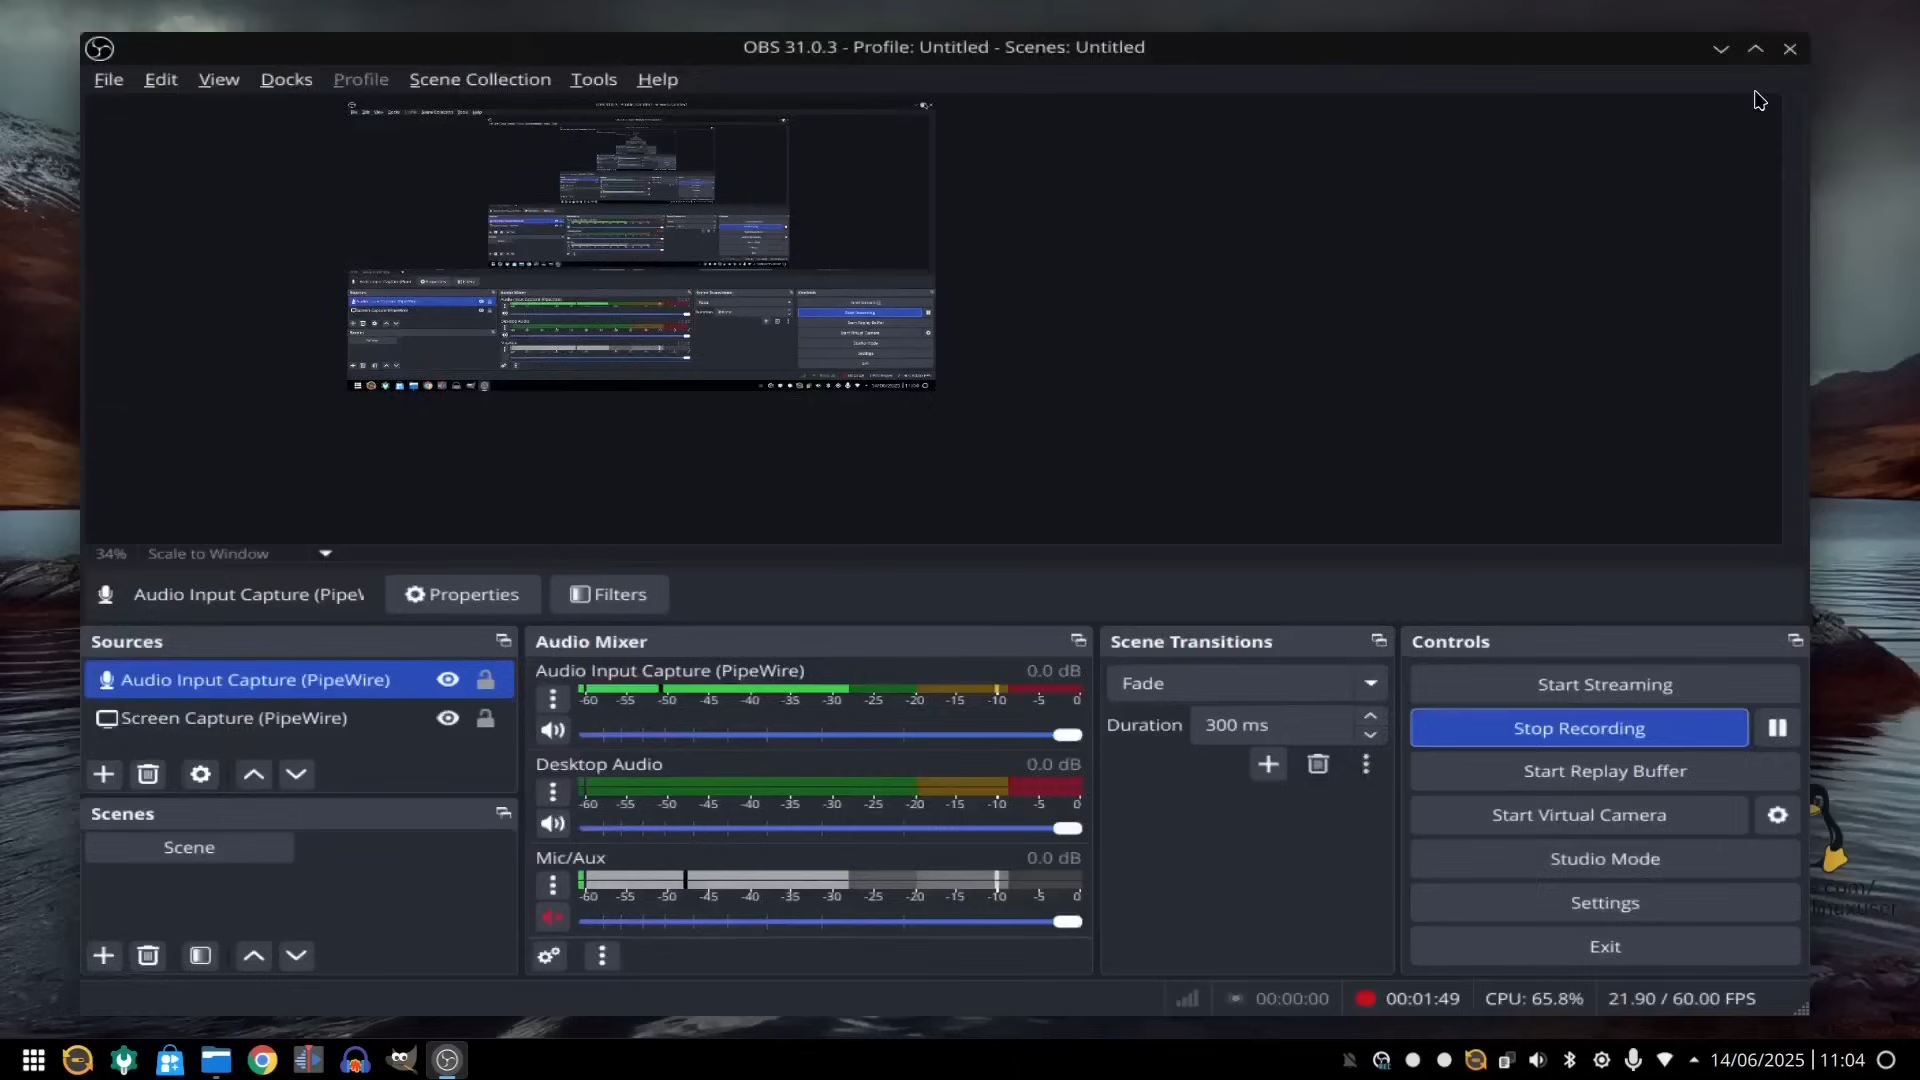 OBS 31.0.3 - Profile: Untitled - Scenes: Untitled
File Edit View Docks Profile Scene Collection Tools Help
34% Scale to Window
Audio Input Capture (Pipe Properties Filters
Sources
Audio Input Capture (PipeWire)
Screen Capture (PipeWire)
Scenes
Scene
Audio Mixer
Audio Input Capture (PipeWire) 0.0 dB
-60 -55 -50 -45 -40 -35 -30 -25 -20 -15 -10 -5 0
Desktop Audio 0.0 dB
-60 -55 -50 -45 -40 -35 -30 -25 -20 -15 -10 -5 0
Mic/Aux 0.0 dB
-60 -55 -50 -45 -40 -35 -30 -25 -20 -15 -10 -5 0
Scene Transitions
Fade
Duration 300 ms
Controls
Start Streaming
Stop Recording
Start Replay Buffer
Start Virtual Camera
Studio Mode
Settings
Exit
.com/
linuxuser
00:00:00 00:01:49 CPU: 65.8% 21.90 / 60.00 FPS
14/06/2025 11:04